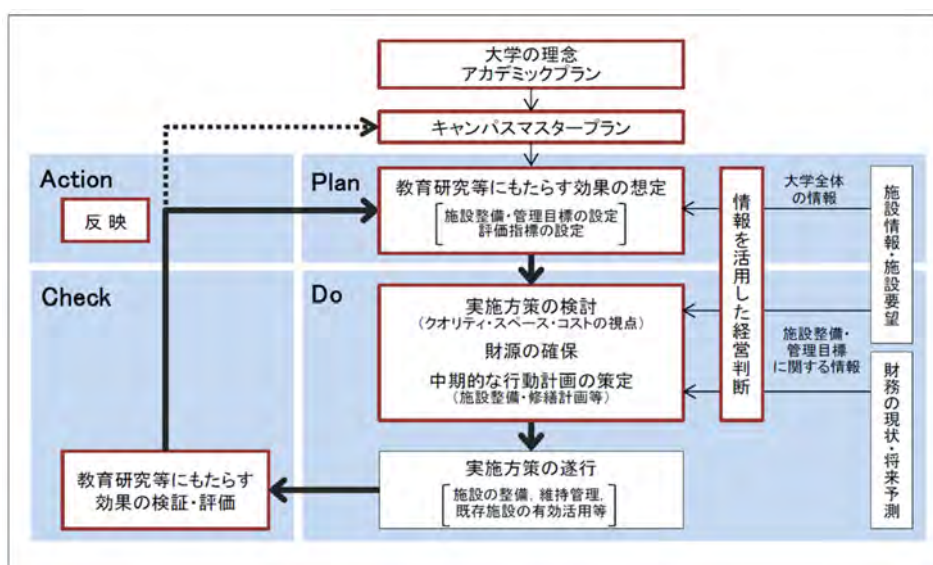 大学の理念
アカデミックプラン
キャンパスマスタープラン
Action
反 映
Plan
教育研究等にもたらす効果の想定
施設整備・管理目標の設定
評価指標の設定
大学全体
の情報
情報を活用した経営判断
施設情報・施設要望
Check
Do
実施方策の検討
(クオリティ・スペース・コストの視点)
財源の確保
中期的な行動計画の策定
(施設整備・修繕計画等)
施設整備・
管理目標
に関する情報
財務の現状・将来予測
教育研究等にもたらす
効果の検証・評価
実施方策の遂行
施設の整備, 維持管理,
既存施設の有効活用等